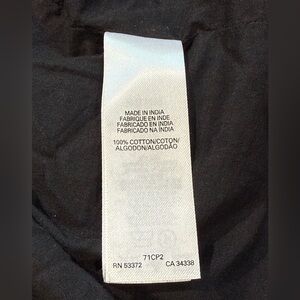 MADE IN INDIA
FABRIQUE EN INDE
FABRICADO EN INDIA
FABRICADO NA INDIA
100% COTTON/COTON/
ALGODON/ALGODÃO
71CP2
RN 53372 CA 34338